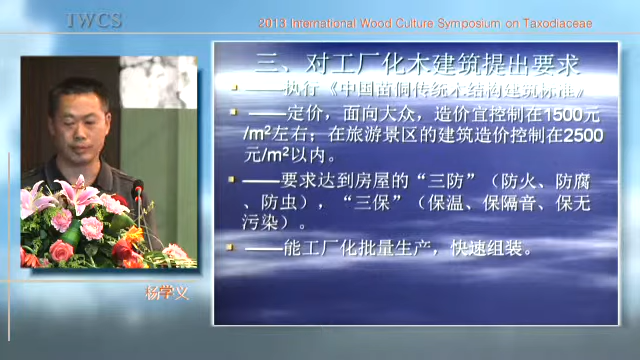 IWCS
2013 International Wood Culture Symposium on Taxodiaceae
三、对工厂化木建筑提出要求
——执行《中国苗侗传统木结构建筑标准》
——定价，面向大众，造价宜控制在1500元
/m²左右；在旅游景区的建筑造价控制在2500
元/m²以内。
——要求达到房屋的“三防”（防火、防腐
、防虫），“三保”（保温、保隔音、保无
污染）。
——能工厂化批量生产，快速组装。
杨学义